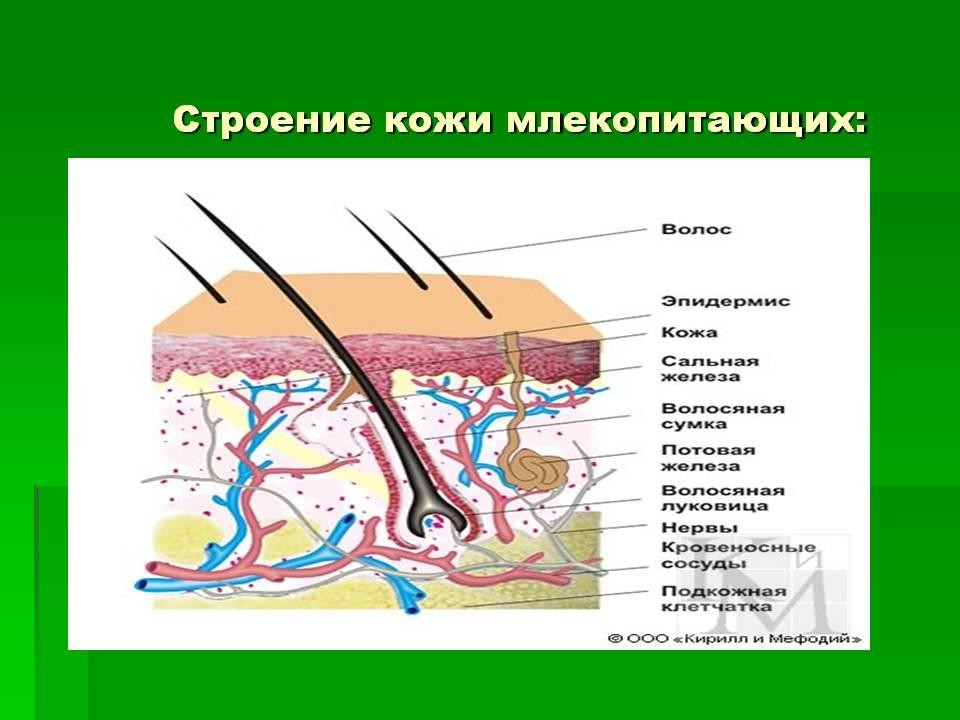 Строение кожи млекопитающих:
Волос
Эпидермис
Кожа
Сальная
железа
Волосяная
сумка
Потовая
железа
Волосяная
луковица
Нервы
Кровеносные
сосуды
Подкожная
клетчатка
КиМ
© ООО «Кирилл и Мефодий»